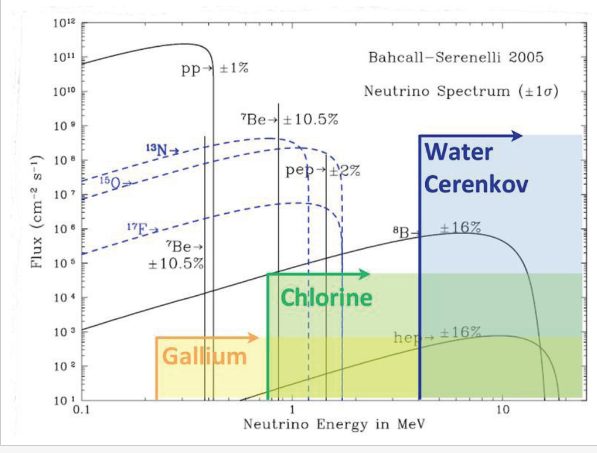 10¹²
10¹¹
10¹⁰
10⁹
10⁸
10⁷
10⁶
10⁵
10⁴
10³
10²
10¹
Flux (cm⁻² s⁻¹)
Bahcall-Serenelli 2005
Neutrino Spectrum (±1σ)
pp→ ±1%
⁷Be→ ±10.5%
¹³N→
¹⁵O→
pep→ ±2%
¹⁷F→
⁷Be→
±10.5%
⁸B→ ±16%
hep→ ±16%
Water
Cerenkov
Chlorine
Gallium
0.1 1 10
Neutrino Energy in MeV